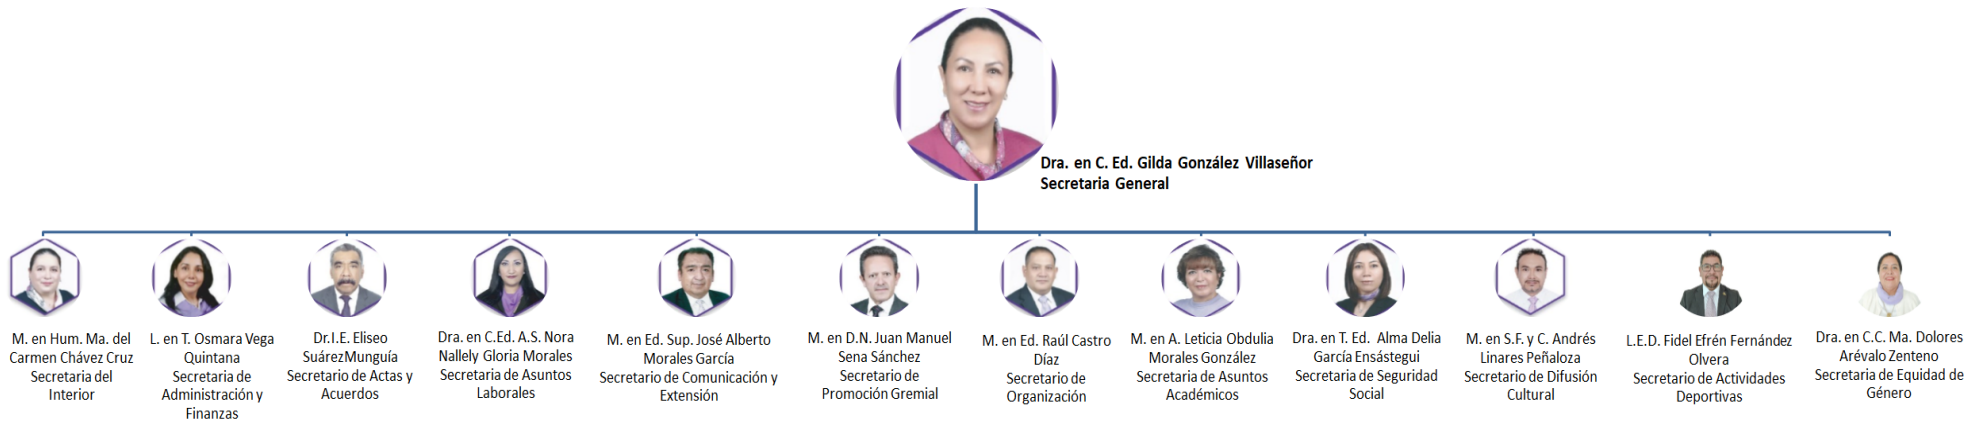 Dra. en C. Ed. Gilda González Villaseñor
Secretaria General
M. en Hum. Ma. del
Carmen Chávez Cruz
Secretaria del
Interior
L. en T. Osmara Vega
Quintana
Secretaria de
Administración y
Finanzas
Dr.I.E. Eliseo
SuárezMunguía
Secretario de Actas y
Acuerdos
Dra. en C.Ed. A.S. Nora
Nallely Gloria Morales
Secretaria de Asuntos
Laborales
M. en Ed. Sup. José Alberto
Morales García
Secretario de Comunicación y
Extensión
M. en D.N. Juan Manuel
Sena Sánchez
Secretario de
Promoción Gremial
M. en Ed. Raúl Castro
Díaz
Secretario de
Organización
M. en A. Leticia Obdulia
Morales González
Secretaria de Asuntos
Académicos
Dra. en T. Ed. Alma Delia
García Ensástegui
Secretaria de Seguridad
Social
M. en S.F. y C. Andrés
Linares Peñaloza
Secretario de Difusión
Cultural
L.E.D. Fidel Efrén Fernández
Olvera
Secretario de Actividades
Deportivas
Dra. en C.C. Ma. Dolores
Arévalo Zenteno
Secretaria de Equidad de
Género